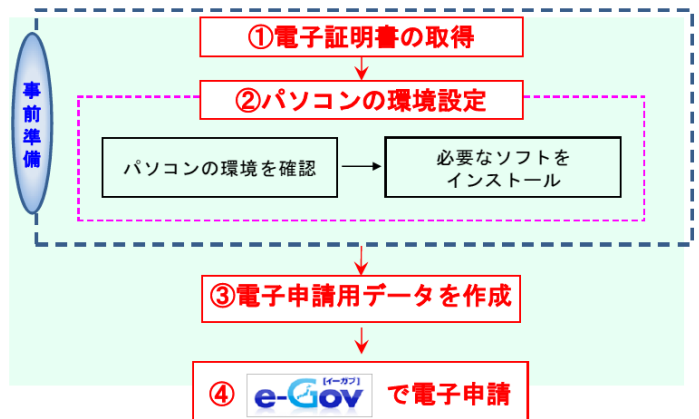 ①電子証明書の取得
事前準備
②パソコンの環境設定
パソコンの環境を確認
必要なソフトを
インストール
③電子申請用データを作成
④ e-Gov [イーガブ] で電子申請